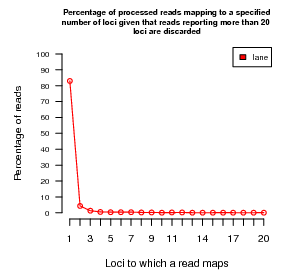 Percentage of processed reads mapping to a specified
number of loci given that reads reporting more than 20
loci are discarded
lane
100
90
80
70
60
50
40
30
20
10
0
Percentage of reads
1 3 5 7 9 11 14 17 20
Loci to which a read maps